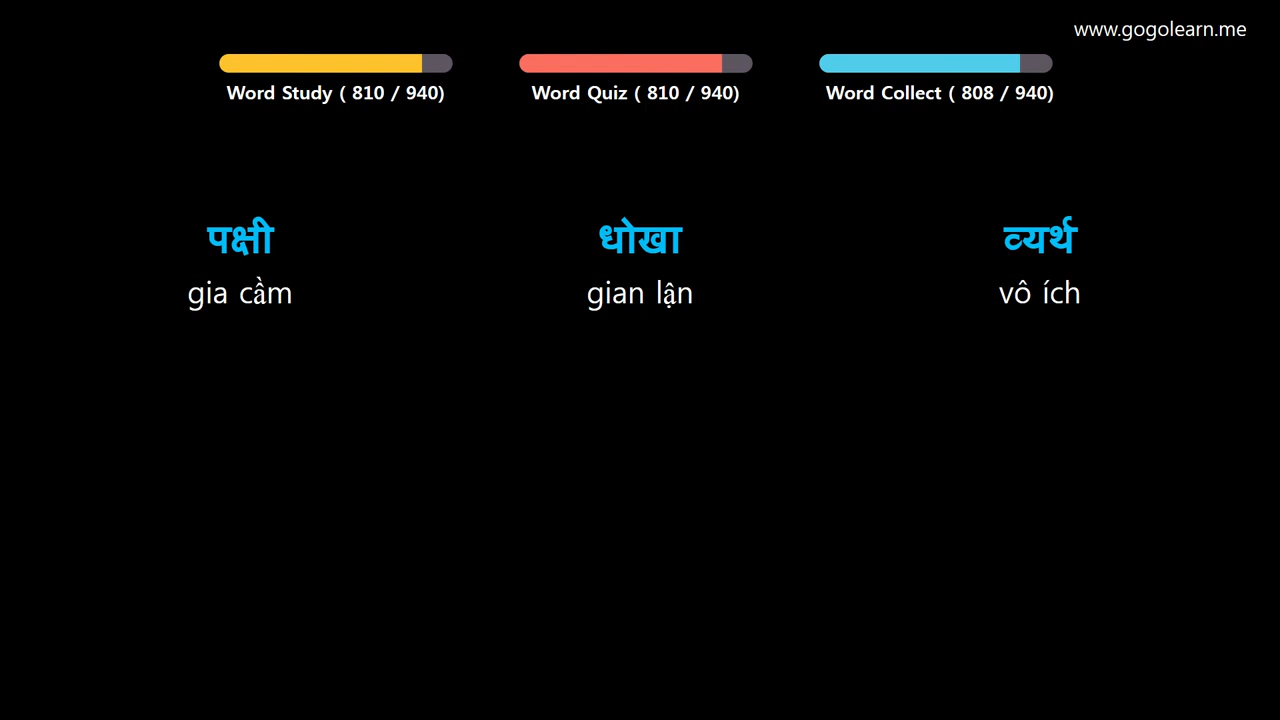 www.gogolearn.me
Word Study ( 810 / 940) Word Quiz ( 810 / 940) Word Collect ( 808 / 940)
पक्षी धोखा व्यर्थ
gia cầm gian lận vô ích